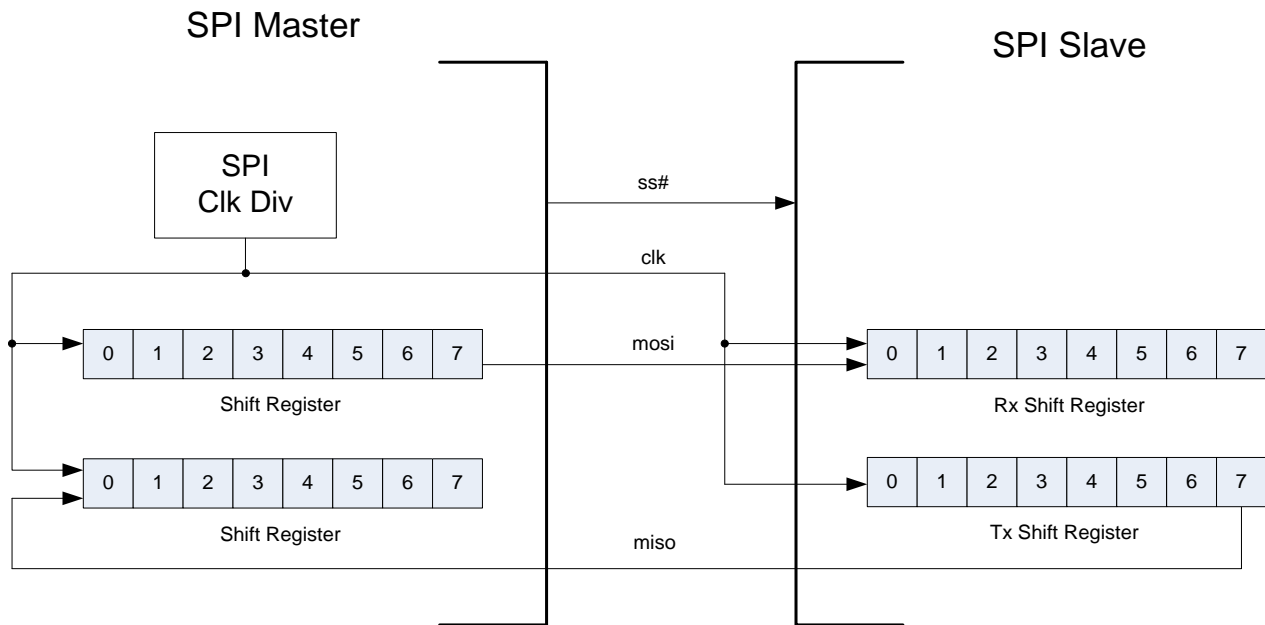 SPI Master
SPI Slave
SPI
Clk Div
ss#
clk
mosi
0 1 2 3 4 5 6 7
Shift Register
0 1 2 3 4 5 6 7
Rx Shift Register
0 1 2 3 4 5 6 7
Shift Register
0 1 2 3 4 5 6 7
Tx Shift Register
miso